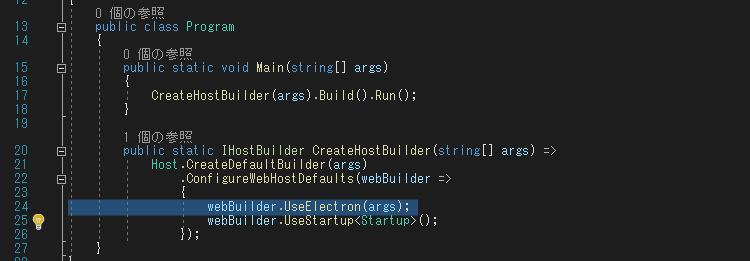 12 {
0 個の参照
13 public class Program
14 {
0 個の参照
15 public static void Main(string[] args)
16 {
17 CreateHostBuilder(args).Build().Run();
18 }
19
1 個の参照
20 public static IHostBuilder CreateHostBuilder(string[] args) =>
21 Host.CreateDefaultBuilder(args)
22 .ConfigureWebHostDefaults(webBuilder =>
23 {
24 webBuilder.UseElectron(args);
25 webBuilder.UseStartup<Startup>();
26 });
27 }